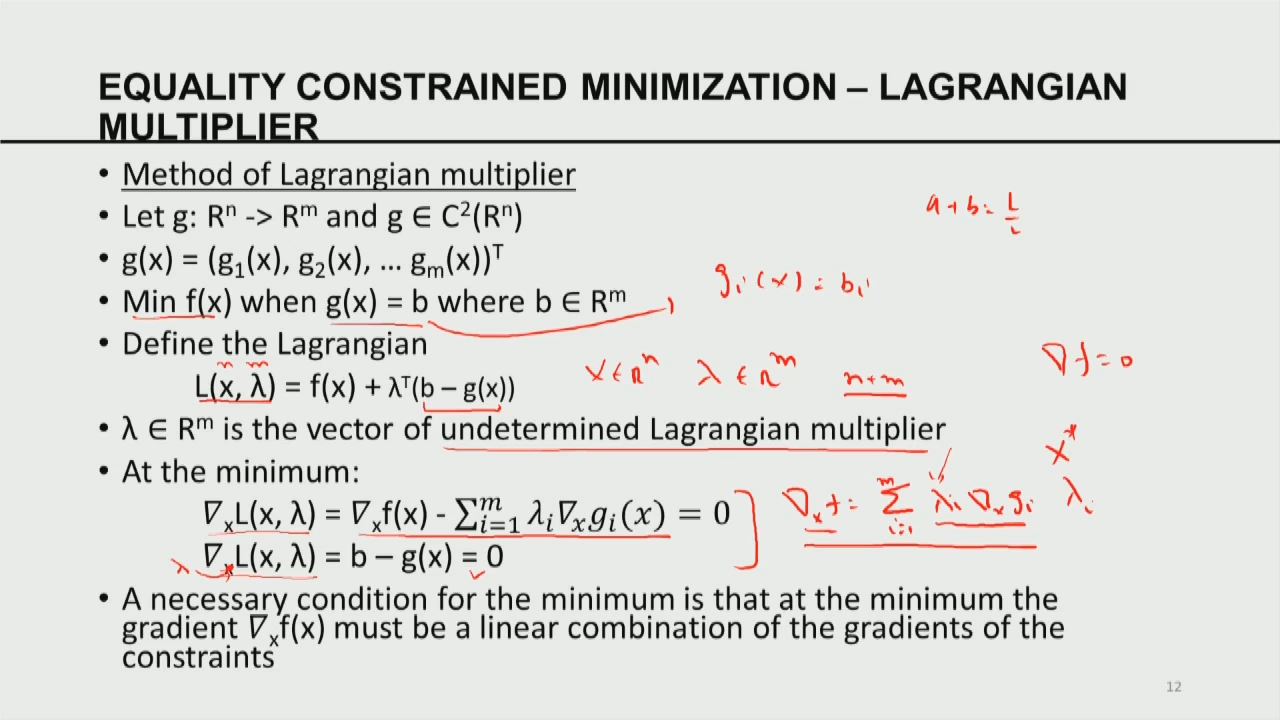 EQUALITY CONSTRAINED MINIMIZATION – LAGRANGIAN
MULTIPLIER
• Method of Lagrangian multiplier
• Let g: Rⁿ -> Rᵐ and g ∈ C²(Rⁿ)
a + b =
• g(x) = (g₁(x), g₂(x), ... gₘ(x))ᵀ
gᵢ(x) = bᵢ
• Min f(x) when g(x) = b where b ∈ Rᵐ
• Define the Lagrangian
∇f = 0
n m
L(x, λ) = f(x) + λᵀ(b – g(x))
x ∈ Rⁿ λ ∈ Rᵐ n+m
• λ ∈ Rᵐ is the vector of undetermined Lagrangian multiplier
x*
• At the minimum:
∇ₓL(x, λ) = ∇ₓf(x) - ∑ᵢ₌₁ᵐ λᵢ∇ₓgᵢ(x) = 0
∇ₓf = ∑ᵢ₌₁ᵐ λᵢ ∇ₓgᵢ λᵢ
∇ₓL(x, λ) = b – g(x) = 0
λ
• A necessary condition for the minimum is that at the minimum the
gradient ∇ₓf(x) must be a linear combination of the gradients of the
constraints
12